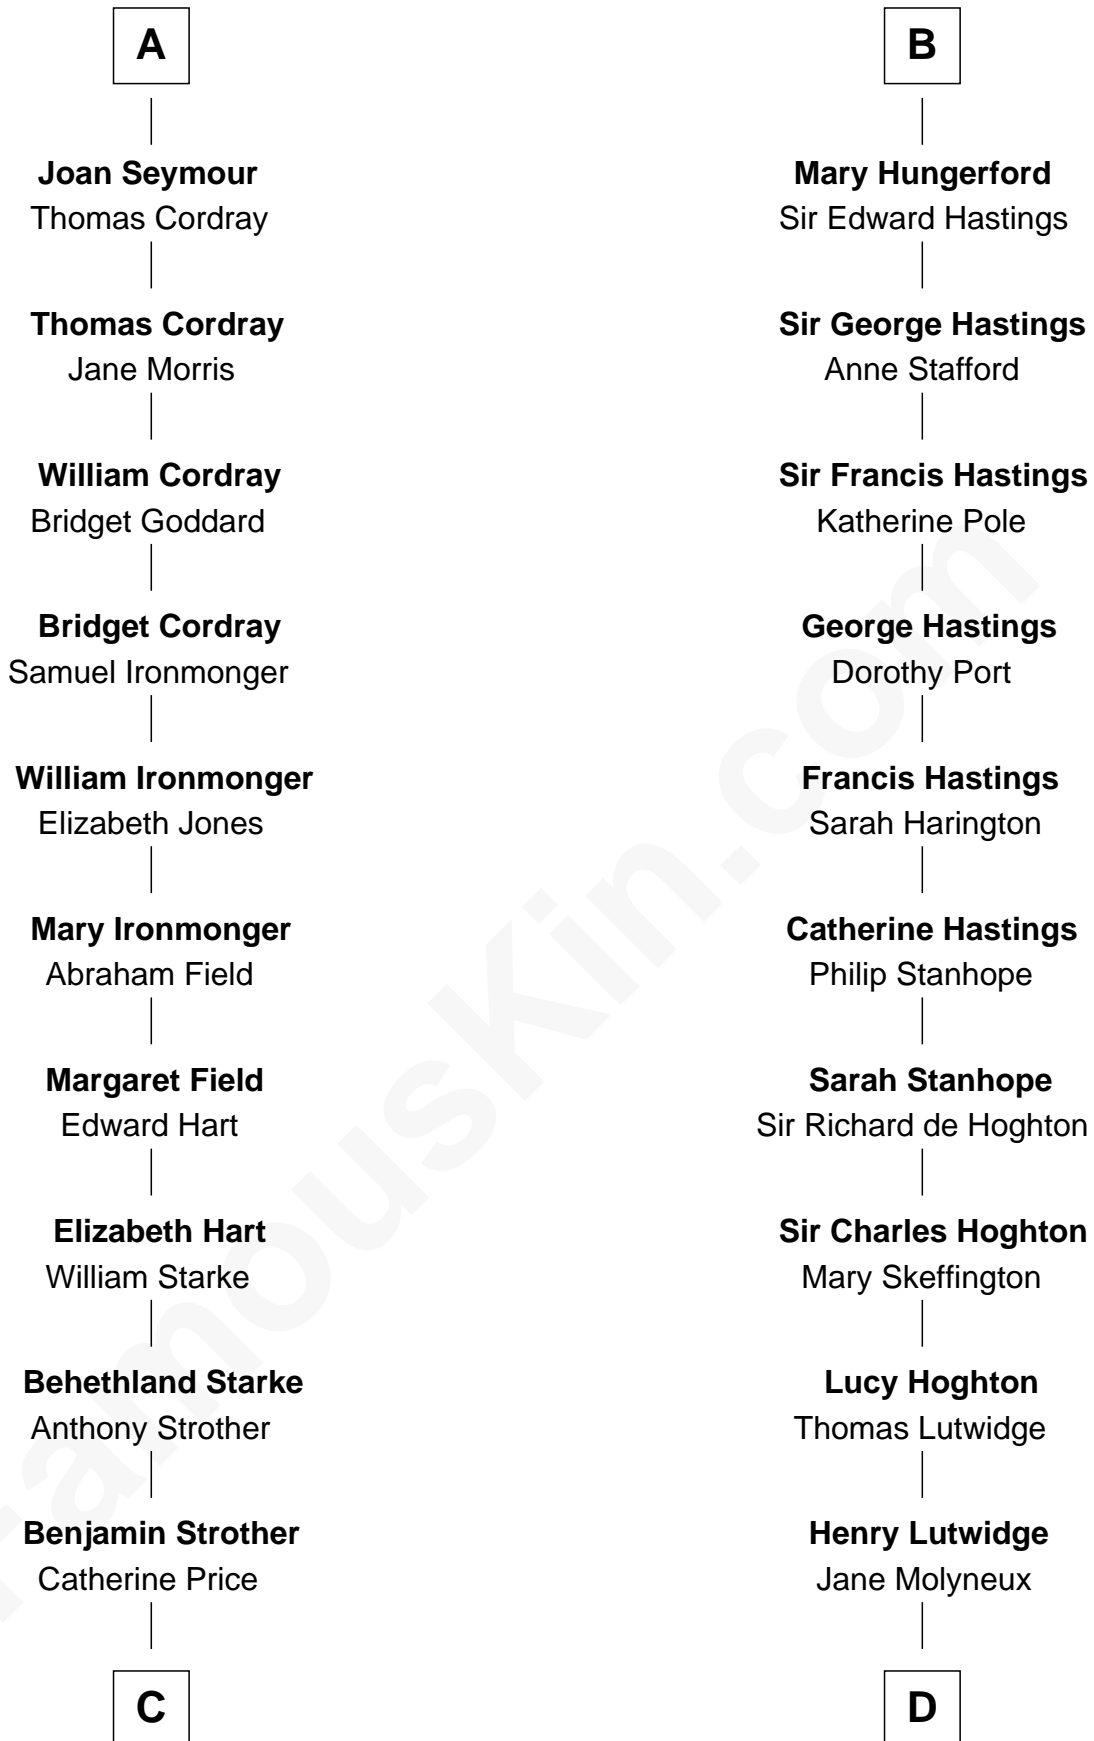 A
Joan Seymour
Thomas Cordray
Thomas Cordray
Jane Morris
William Cordray
Bridget Goddard
Bridget Cordray
Samuel Ironmonger
William Ironmonger
Elizabeth Jones
Mary Ironmonger
Abraham Field
Margaret Field
Edward Hart
Elizabeth Hart
William Starke
Behethland Starke
Anthony Strother
Benjamin Strother
Catherine Price
C
B
Mary Hungerford
Sir Edward Hastings
Sir George Hastings
Anne Stafford
Sir Francis Hastings
Katherine Pole
George Hastings
Dorothy Port
Francis Hastings
Sarah Harington
Catherine Hastings
Philip Stanhope
Sarah Stanhope
Sir Richard de Hoghton
Sir Charles Hoghton
Mary Skeffington
Lucy Hoghton
Thomas Lutwidge
Henry Lutwidge
Jane Molyneux
D
FamousKin.com